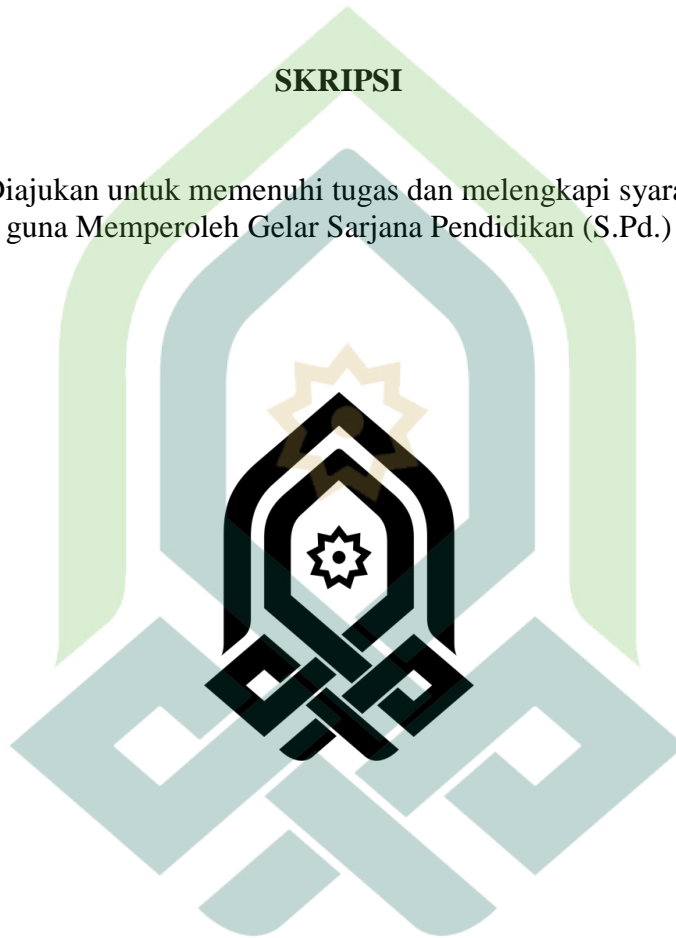 SKRIPSI
Diajukan untuk memenuhi tugas dan melengkapi syara
guna Memperoleh Gelar Sarjana Pendidikan (S.Pd.)